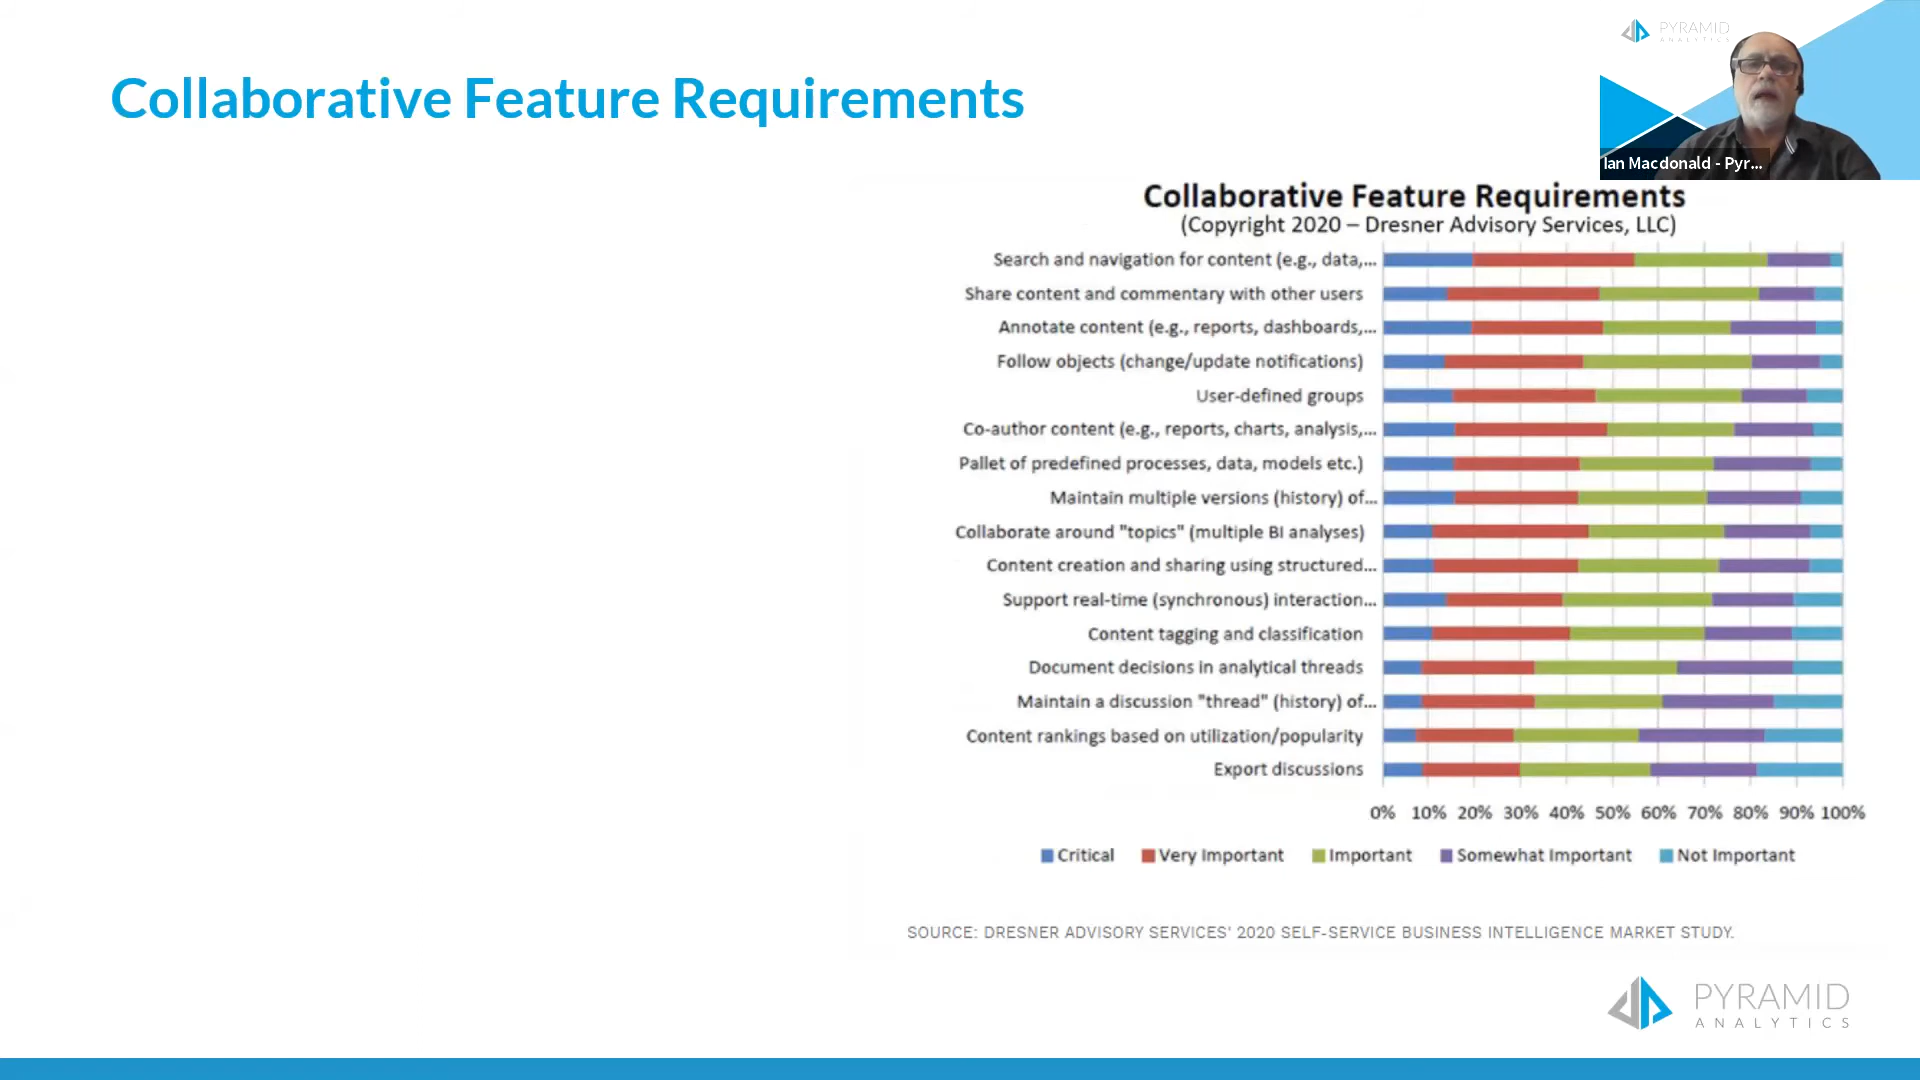 PYRAMID
ANALYTICS
Collaborative Feature Requirements
Ian Macdonald - Pyr...
Collaborative Feature Requirements
(Copyright 2020 – Dresner Advisory Services, LLC)
Search and navigation for content (e.g., data,...
Share content and commentary with other users
Annotate content (e.g., reports, dashboards,...
Follow objects (change/update notifications)
User-defined groups
Co-author content (e.g., reports, charts, analysis,...
Pallet of predefined processes, data, models etc.)
Maintain multiple versions (history) of...
Collaborate around "topics" (multiple BI analyses)
Content creation and sharing using structured...
Support real-time (synchronous) interaction...
Content tagging and classification
Document decisions in analytical threads
Maintain a discussion "thread" (history) of...
Content rankings based on utilization/popularity
Export discussions
0% 10% 20% 30% 40% 50% 60% 70% 80% 90% 100%
Critical Very Important Important Somewhat Important Not Important
SOURCE: DRESNER ADVISORY SERVICES' 2020 SELF-SERVICE BUSINESS INTELLIGENCE MARKET STUDY.
PYRAMID
ANALYTICS